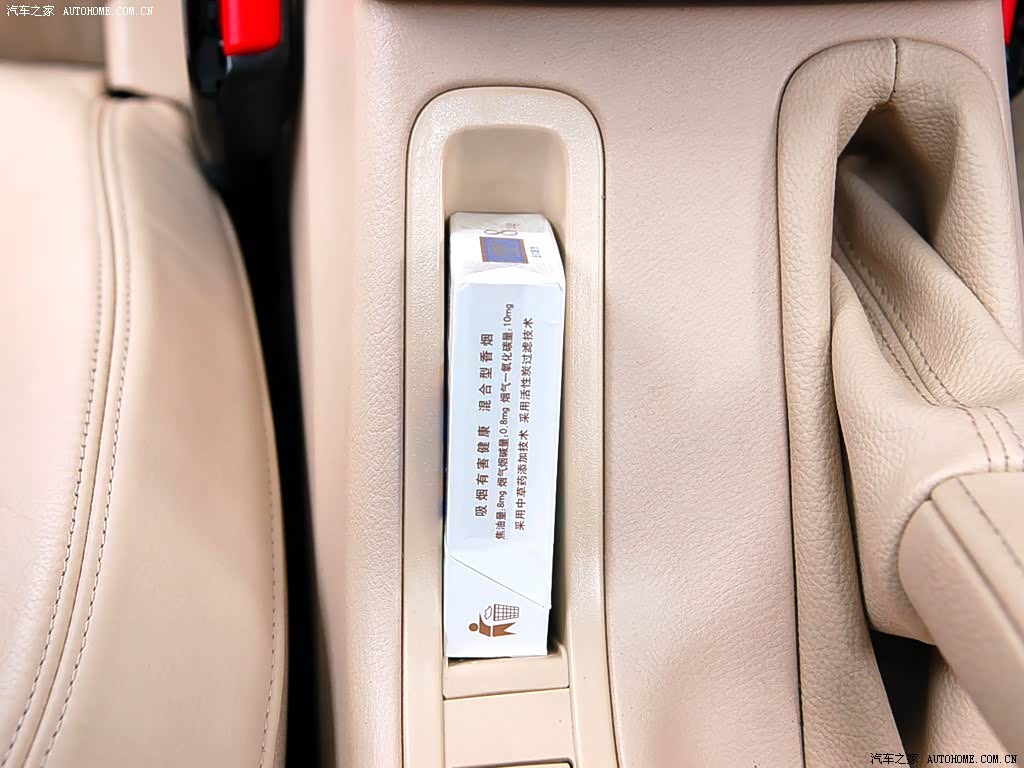 汽车之家 AUTOHOME.COM.CN
8
吸烟有害健康 混合型香烟
焦油量:8mg 烟气烟碱量:0.8mg 烟气一氧化碳量:10mg
采用中草药添加技术 采用活性炭过滤技术
汽车之家 AUTOHOME.COM.CN